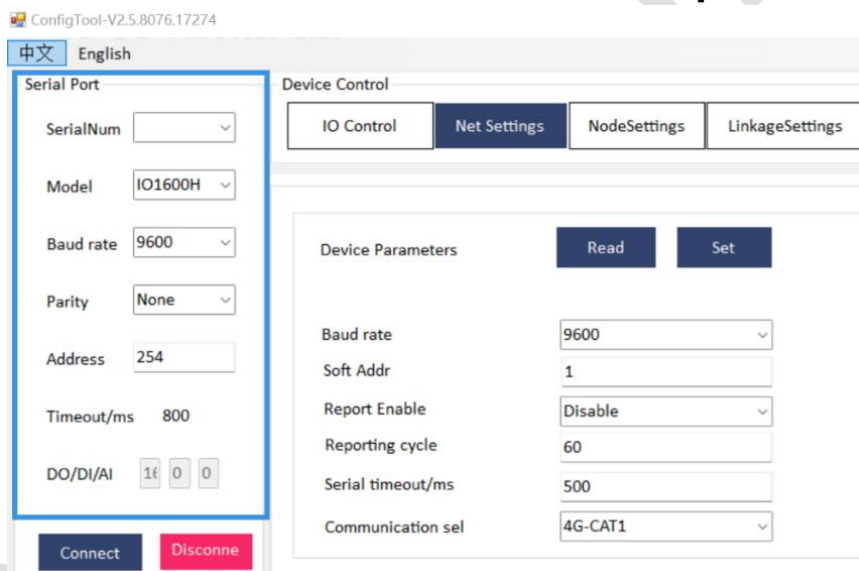 ConfigTool-V2.5.8076.17274
中文 English
Serial Port
SerialNum
Model IO1600H
Baud rate 9600
Parity None
Address 254
Timeout/ms 800
DO/DI/AI 16 0 0
Connect Disconne
Device Control
IO Control Net Settings NodeSettings LinkageSettings
Device Parameters Read Set
Baud rate 9600
Soft Addr 1
Report Enable Disable
Reporting cycle 60
Serial timeout/ms 500
Communication sel 4G-CAT1